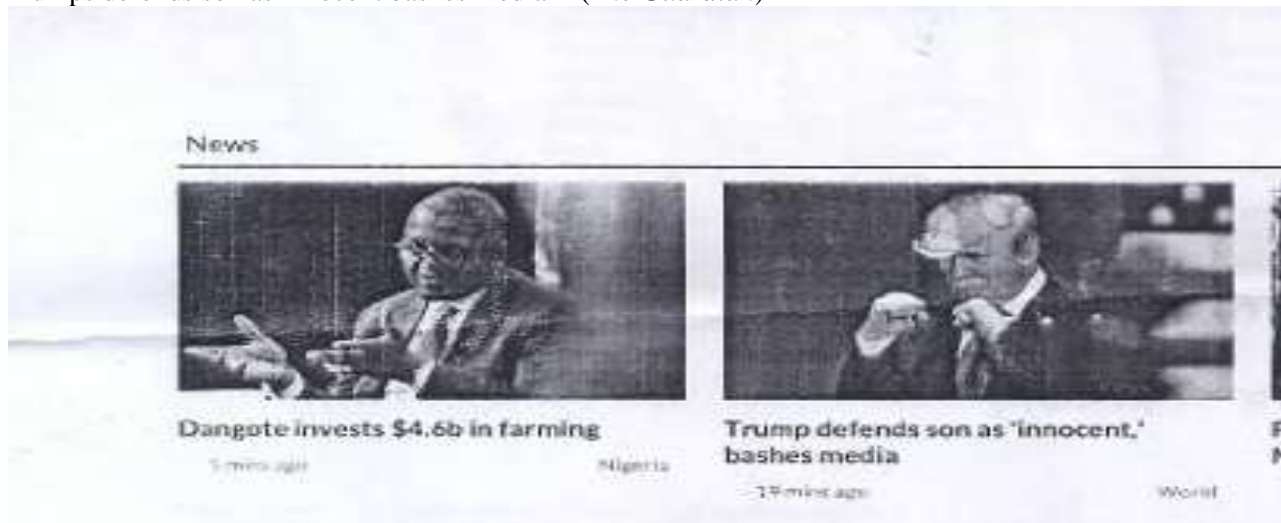 News
Dangote invests $4.6b in farming
5 mins ago
Nigeria
Trump defends son as 'innocent,'
bashes media
19 mins ago
World